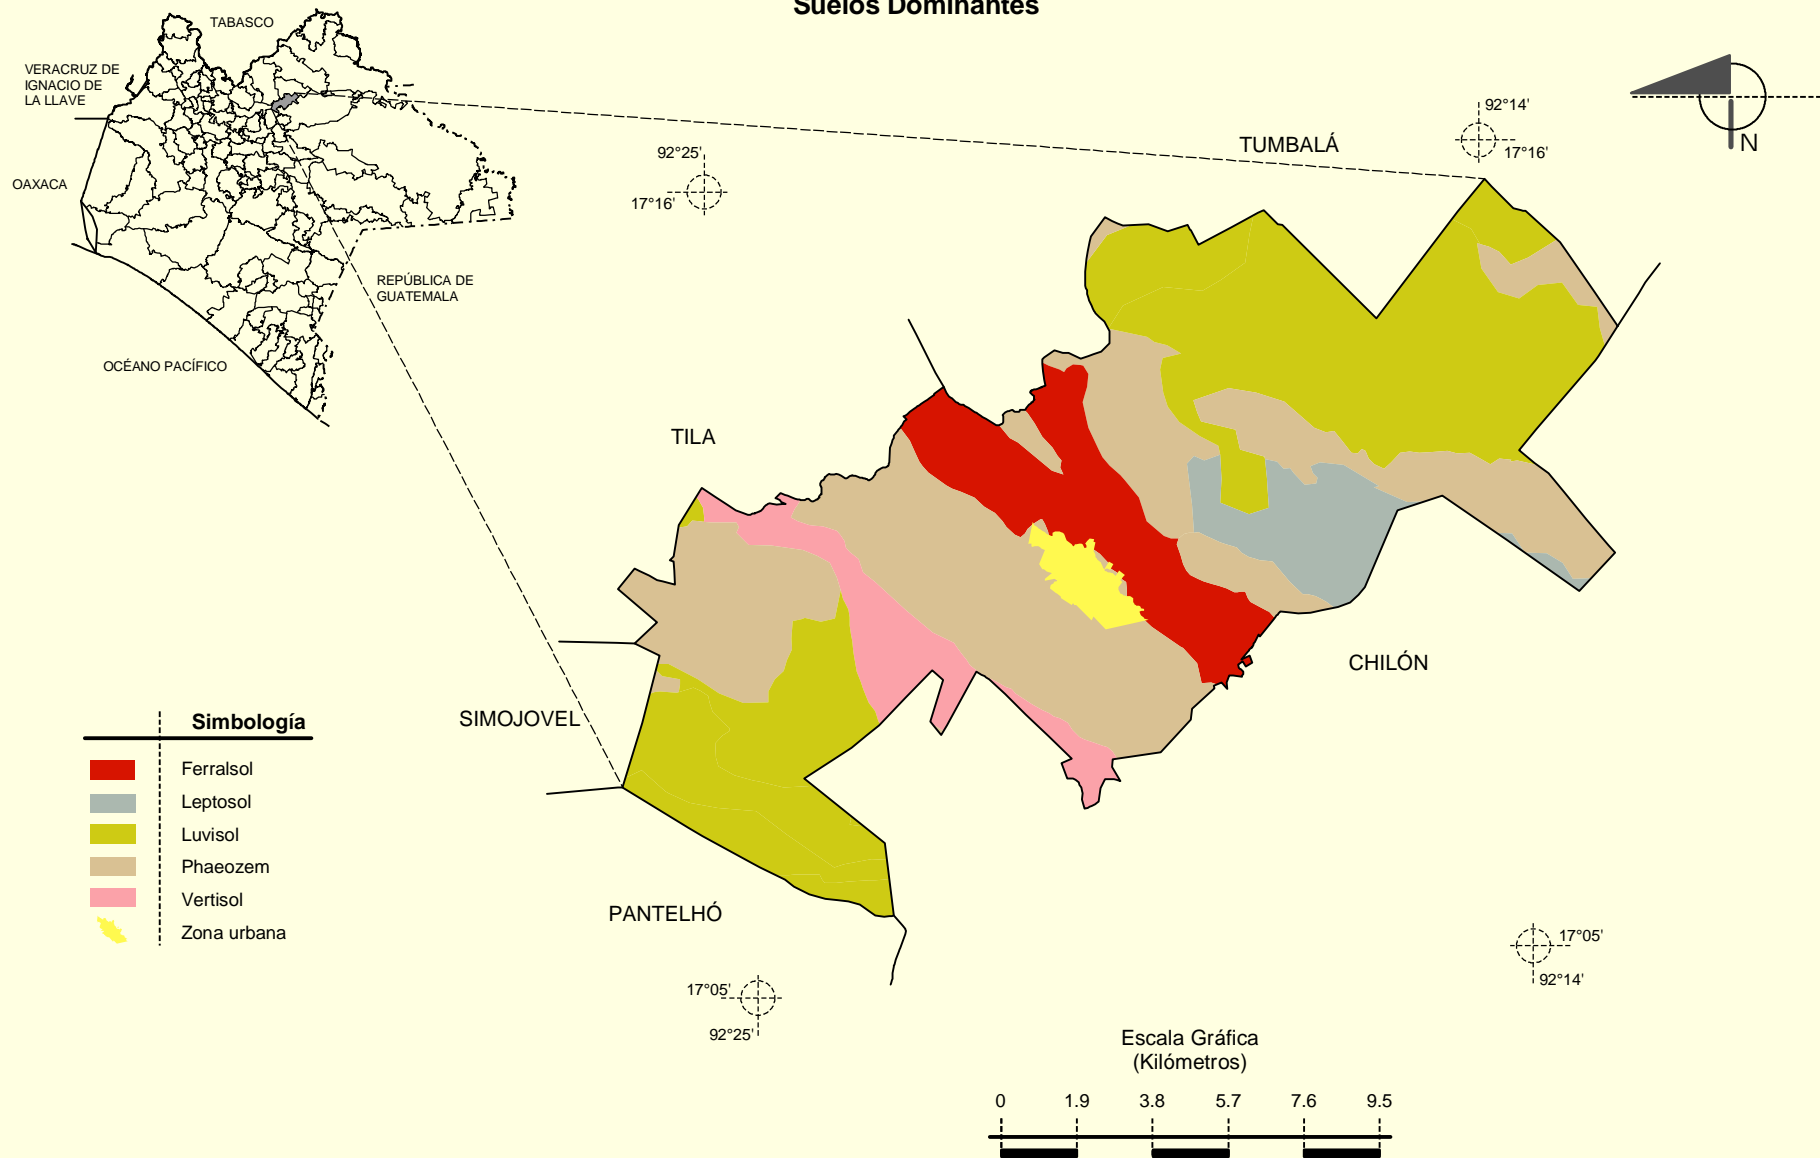 Suelos Dominantes
TABASCO
VERACRUZ DE
IGNACIO DE
LA LLAVE
OAXACA
REPÚBLICA DE
GUATEMALA
OCÉANO PACÍFICO
92°25'
17°16'
92°14'
17°16'
N
TUMBALÁ
TILA
SIMOJOVEL
CHILÓN
PANTELHÓ
Simbología
Ferralsol
Leptosol
Luvisol
Phaeozem
Vertisol
Zona urbana
17°05'
92°25'
17°05'
92°14'
Escala Gráfica
(Kilómetros)
0 1.9 3.8 5.7 7.6 9.5